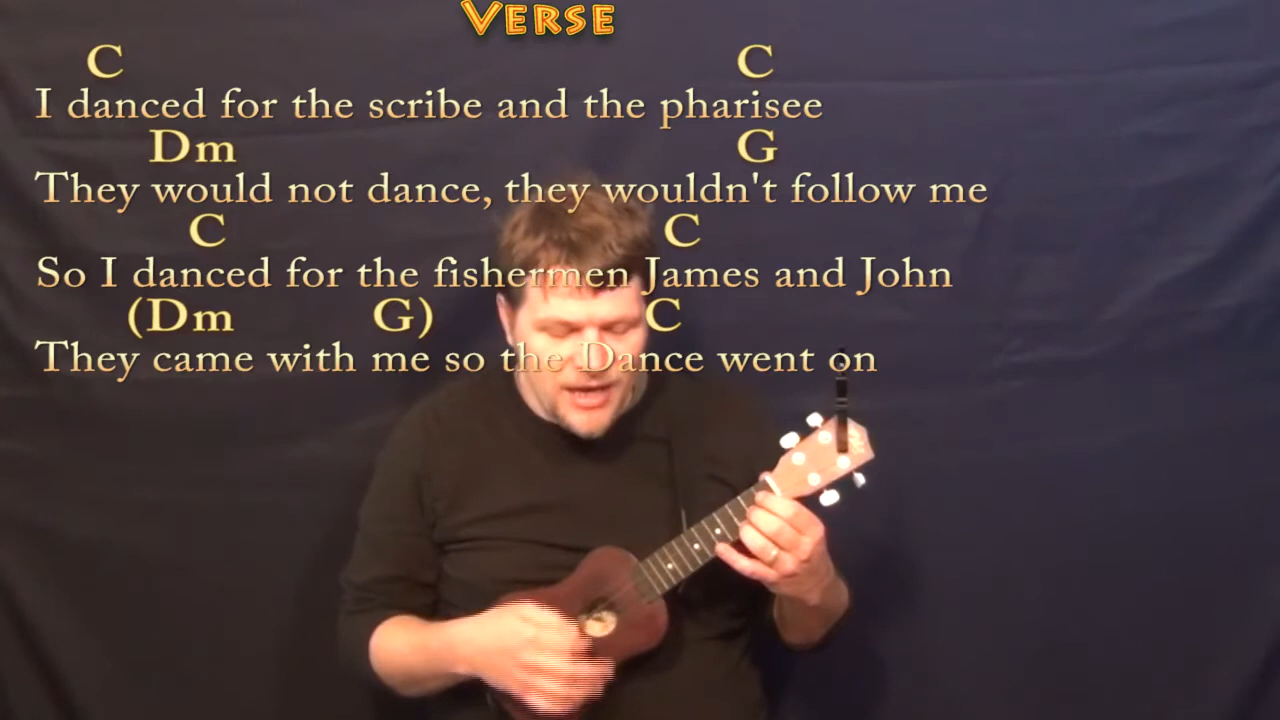 VERSE
C C
I danced for the scribe and the pharisee
Dm G
They would not dance, they wouldn't follow me
C C
So I danced for the fishermen James and John
(Dm G) C
They came with me so the Dance went on